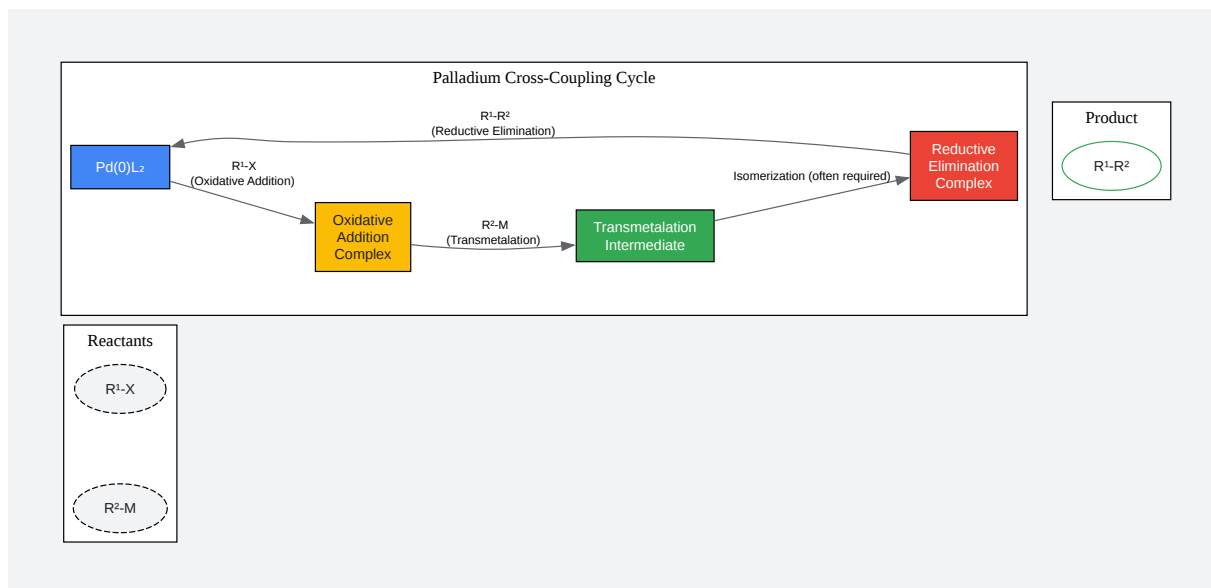 Palladium Cross-Coupling Cycle
R¹-R²
(Reductive Elimination)
Pd(0)L₂
R¹-X
(Oxidative Addition)
Oxidative
Addition
Complex
R²-M
(Transmetalation)
Transmetalation
Intermediate
Isomerization (often required)
Reductive
Elimination
Complex
Product
R¹-R²
Reactants
R¹-X
R²-M